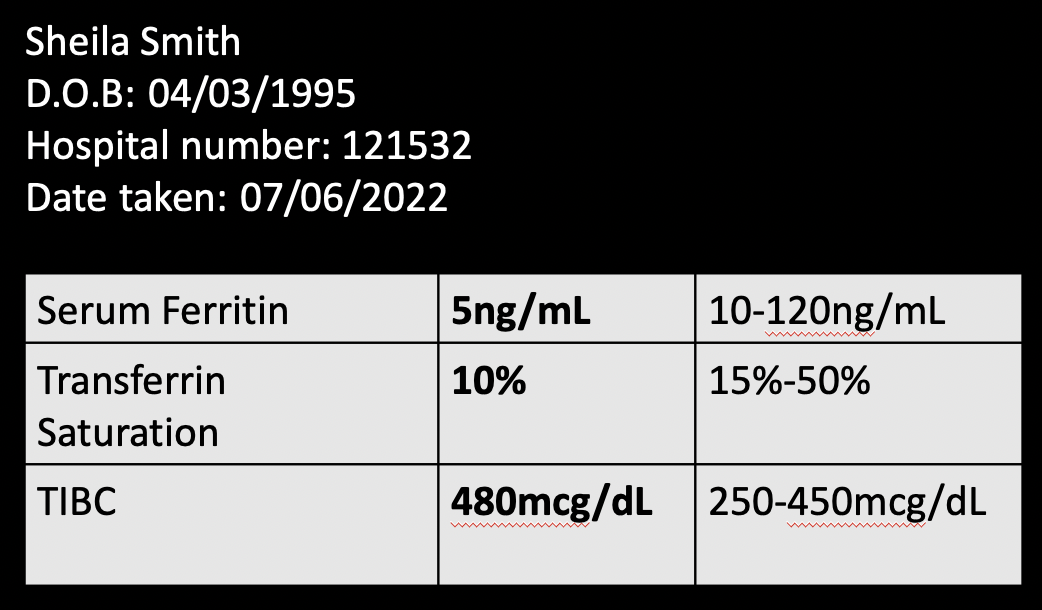 Sheila Smith
D.O.B: 04/03/1995
Hospital number: 121532
Date taken: 07/06/2022
Serum Ferritin 5ng/mL 10-120ng/mL
Transferrin Saturation 10% 15%-50%
TIBC 480mcg/dL 250-450mcg/dL